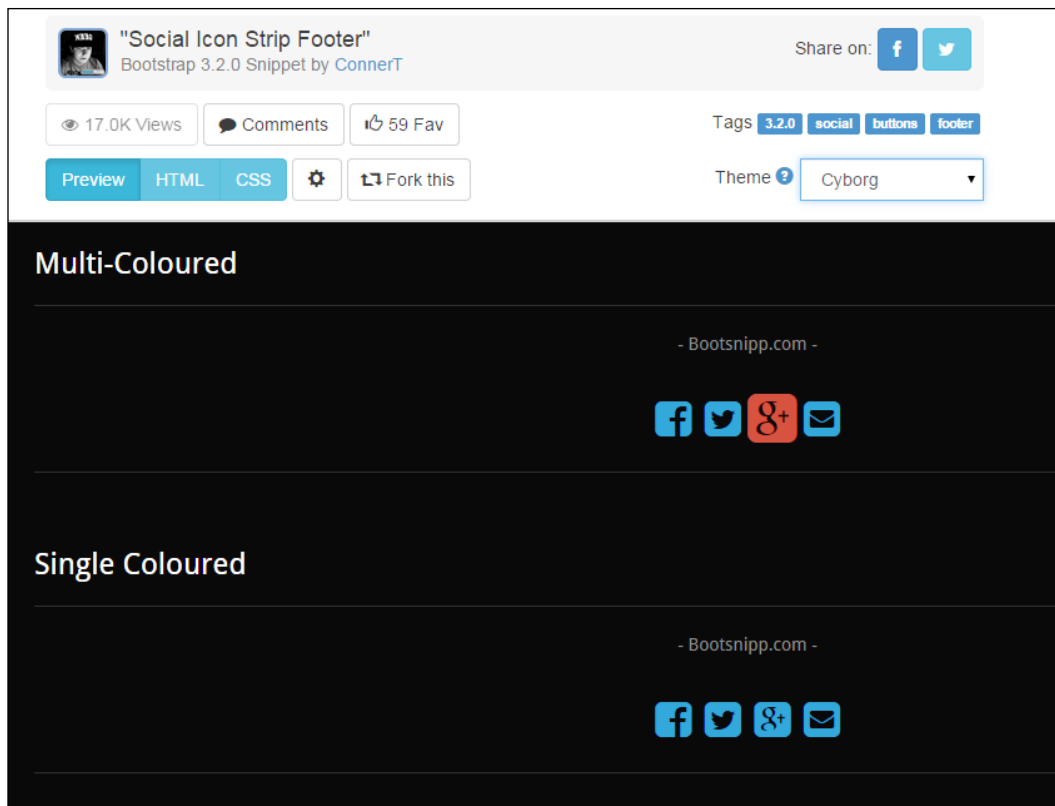 "Social Icon Strip Footer"
Bootstrap 3.2.0 Snippet by ConnerT
Share on:
17.0K Views
Comments
59 Fav
Tags 3.2.0 social buttons footer
Preview HTML CSS
Fork this
Theme
Cyborg
Multi-Coloured
- Bootsnipp.com -
g+
Single Coloured
- Bootsnipp.com -
g+